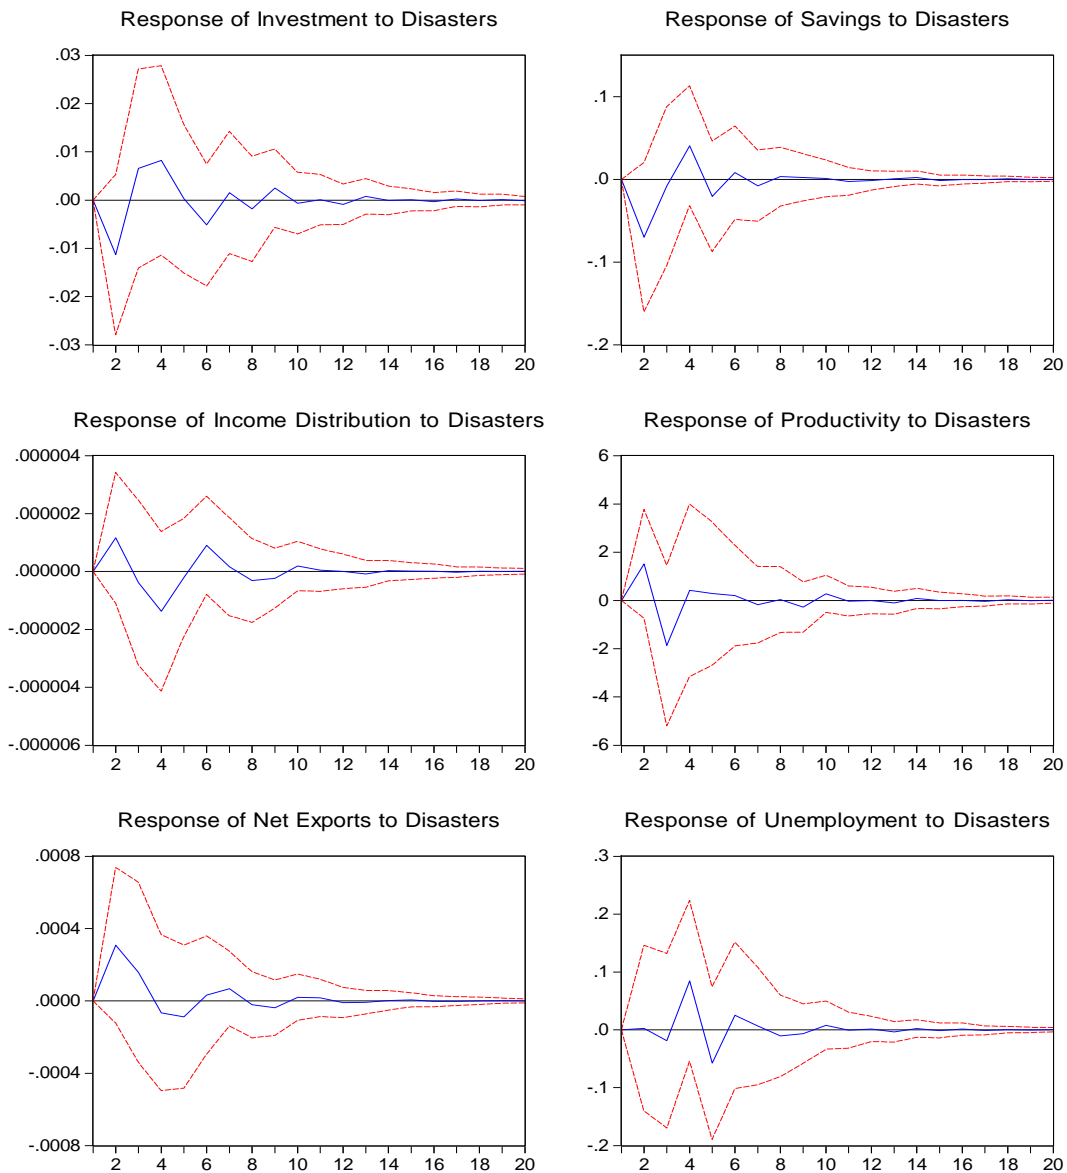 Response of Investment to Disasters
.03
.02
.01
.00
-.01
-.02
-.03
2 4 6 8 10 12 14 16 18 20
Response of Savings to Disasters
.1
.0
-.1
-.2
2 4 6 8 10 12 14 16 18 20
Response of Income Distribution to Disasters
.000004
.000002
.000000
-.000002
-.000004
-.000006
2 4 6 8 10 12 14 16 18 20
Response of Productivity to Disasters
6
4
2
0
-2
-4
-6
2 4 6 8 10 12 14 16 18 20
Response of Net Exports to Disasters
.0008
.0004
.0000
-.0004
-.0008
2 4 6 8 10 12 14 16 18 20
Response of Unemployment to Disasters
.3
.2
.1
.0
-.1
-.2
2 4 6 8 10 12 14 16 18 20